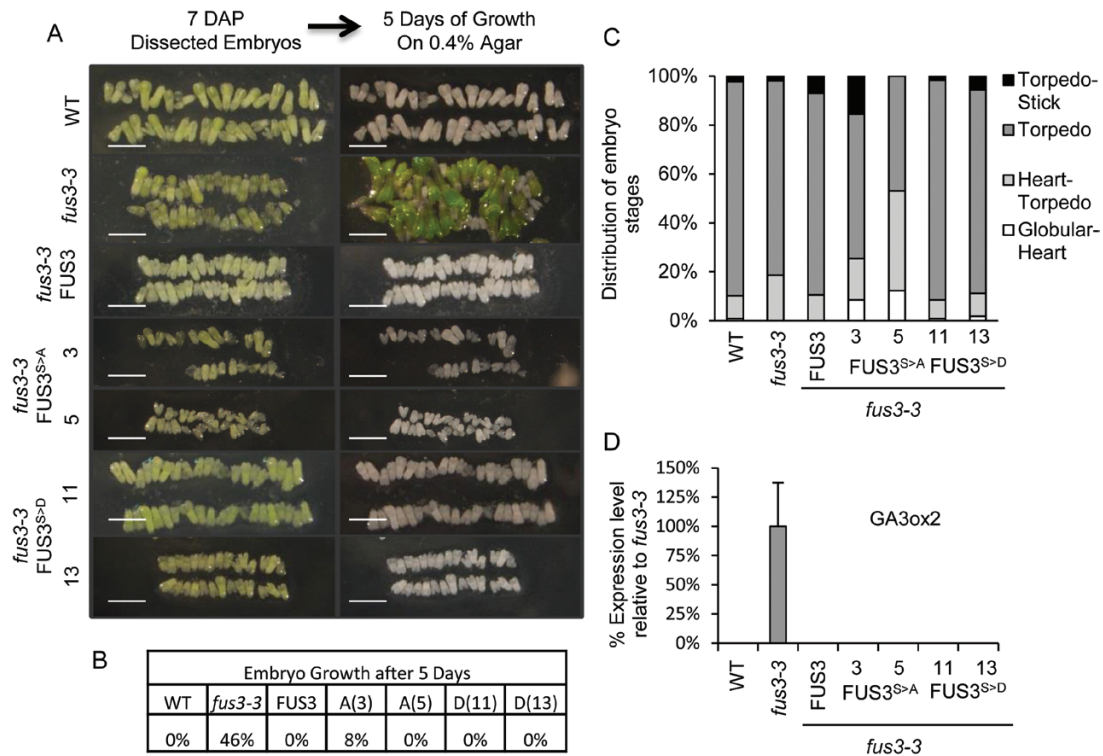 A
7 DAP
Dissected Embryos
5 Days of Growth
On 0.4% Agar
WT
fus3-3
fus3-3
FUS3
fus3-3
FUS3S>A
3
5
fus3-3
FUS3S>D
11
13
B
Embryo Growth after 5 Days
WT fus3-3 FUS3 A(3) A(5) D(11) D(13)
0% 46% 0% 8% 0% 0% 0%
C
Distribution of embryo
stages
100%
80%
60%
40%
20%
0%
Torpedo-
Stick
Torpedo
Heart-
Torpedo
Globular-
Heart
WT fus3-3 FUS3 3 5 11 13
FUS3S>A FUS3S>D
fus3-3
D
% Expression level
relative to fus3-3
150%
125%
100%
75%
50%
25%
0%
GA3ox2
WT fus3-3 FUS3 3 5 11 13
FUS3S>A FUS3S>D
fus3-3